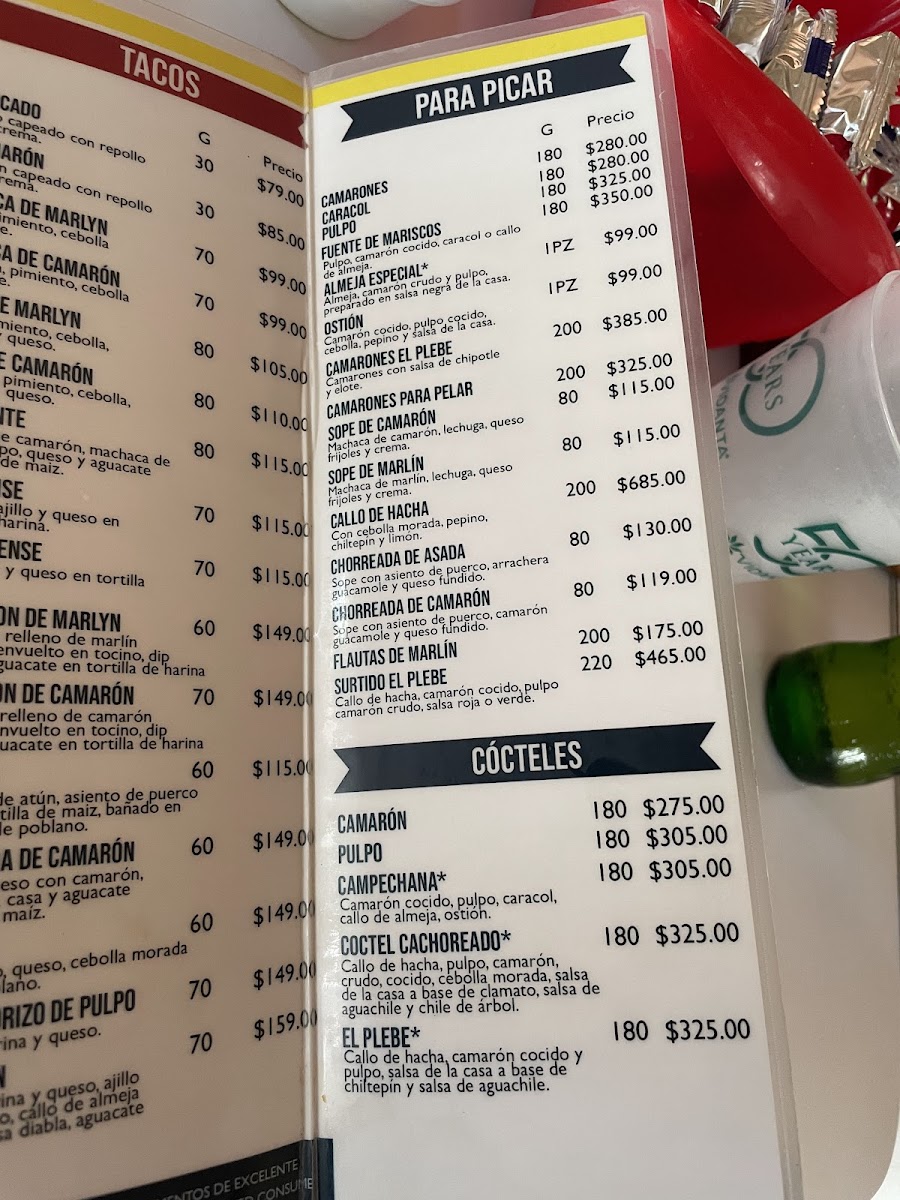 TACOS
CADO
capeado con repollo
crema.
30
$79.00
ARÓN
capeado con repollo
30
$85.00
CA DE MARLYN
pimiento, cebolla
70
$99.00
CA DE CAMARÓN
, pimiento, cebolla
70
$99.00
E MARLYN
miento, cebolla,
y queso.
80
$105.00
E CAMARÓN
pimiento, cebolla,
queso.
80
$110.00
NTE
e camarón, machaca de
po, queso y aguacate
de maiz.
80
$115.00
SE
ajillo y queso en
harina.
70
$115.00
ENSE
y queso en tortilla
70
$115.00
ON DE MARLYN
relleno de marlín
envuelto en tocino, dip
guacate en tortilla de harina
60
$149.00
ON DE CAMARÓN
relleno de camarón
nvuelto en tocino, dip
uacate en tortilla de harina
70
$149.00
de atún, asiento de puerco
tilla de maiz, bañado en
le poblano.
60
$115.00
A DE CAMARÓN
eso con camarón,
casa y aguacate
maíz.
60
$149.00
, queso, cebolla morada
lano.
60
$149.00
RIZO DE PULPO
rina y queso.
70
$149.00
N
ina y queso, ajillo
o, callo de almeja
sa diabla, aguacate
70
$159.00
G
Precio
ENTOS DE EXCELENTE
CONSUME
PARA PICAR
G Precio
CAMARONES 180 $280.00
CARACOL 180 $280.00
PULPO 180 $325.00
FUENTE DE MARISCOS 180 $350.00
Pulpo, camarón cocido, caracol o callo
de almeja.
ALMEJA ESPECIAL* 1PZ $99.00
Almeja, camarón crudo y pulpo,
preparado en salsa negra de la casa.
OSTIÓN 1PZ $99.00
Camarón cocido, pulpo cocido,
cebolla, pepino y salsa de la casa.
CAMARONES EL PLEBE 200 $385.00
Camarones con salsa de chipotle
y elote.
CAMARONES PARA PELAR 200 $325.00
SOPE DE CAMARÓN 80 $115.00
Machaca de camarón, lechuga, queso
frijoles y crema.
SOPE DE MARLÍN 80 $115.00
Machaca de marlín, lechuga, queso
frijoles y crema.
CALLO DE HACHA 200 $685.00
Con cebolla morada, pepino,
chiltepín y limón.
CHORREADA DE ASADA 80 $130.00
Sope con asiento de puerco, arrachera
guacamole y queso fundido.
CHORREADA DE CAMARÓN 80 $119.00
Sope con asiento de puerco, camarón
guacamole y queso fundido.
FLAUTAS DE MARLÍN 200 $175.00
SURTIDO EL PLEBE 220 $465.00
Callo de hacha, camarón cocido, pulpo
camarón crudo, salsa roja o verde.
CÓCTELES
CAMARÓN 180 $275.00
PULPO 180 $305.00
CAMPECHANA* 180 $305.00
Camarón cocido, pulpo, caracol,
callo de almeja, ostión.
COCTEL CACHOREADO* 180 $325.00
Callo de hacha, pulpo, camarón,
crudo, cocido, cebolla morada, salsa
de la casa a base de clamato, salsa de
aguachile y chile de árbol.
EL PLEBE* 180 $325.00
Callo de hacha, camarón cocido y
pulpo, salsa de la casa a base de
chiltepín y salsa de aguachile.